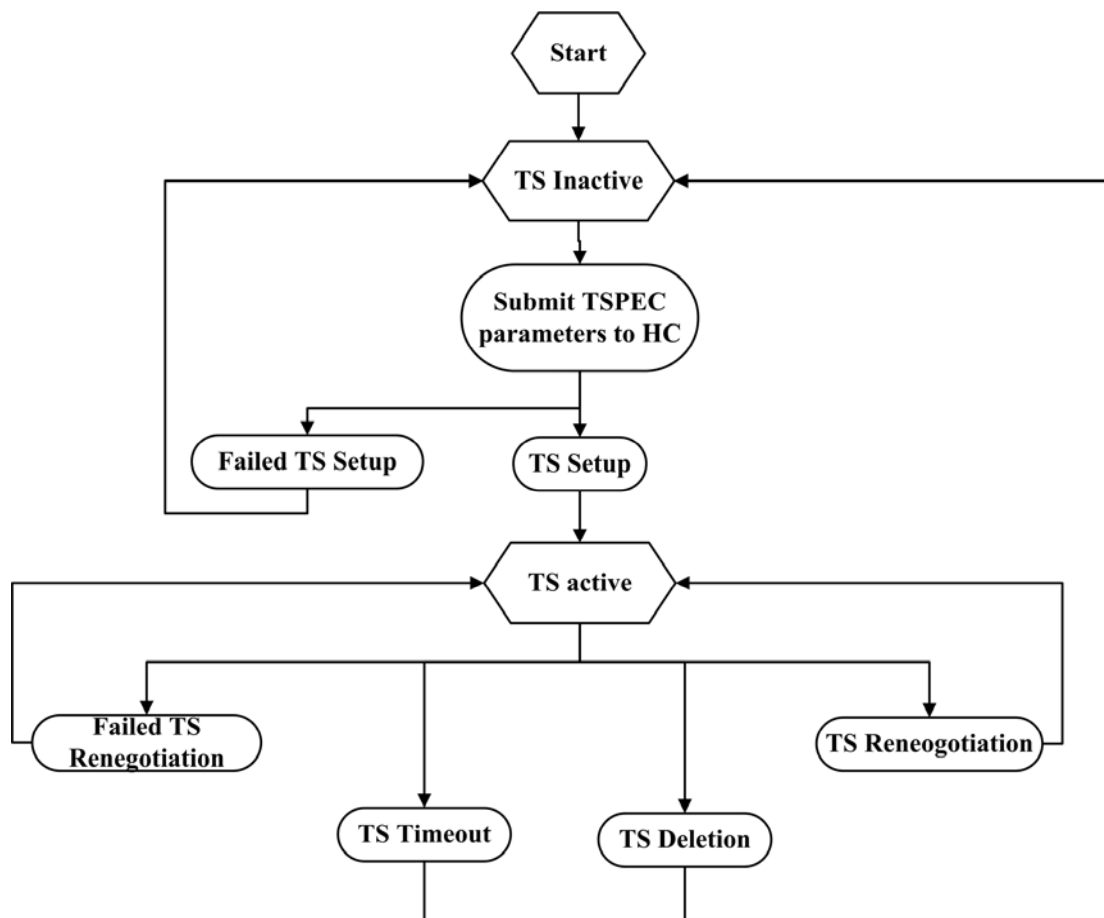 Start
TS Inactive
Submit TSPEC
parameters to HC
Failed TS Setup
TS Setup
TS active
Failed TS
Renegotiation
TS Reneogotiation
TS Timeout
TS Deletion